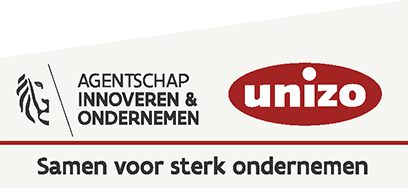 AGENTSCHAP
INNOVEREN &
ONDERNEMEN
unizo
Samen voor sterk ondernemen